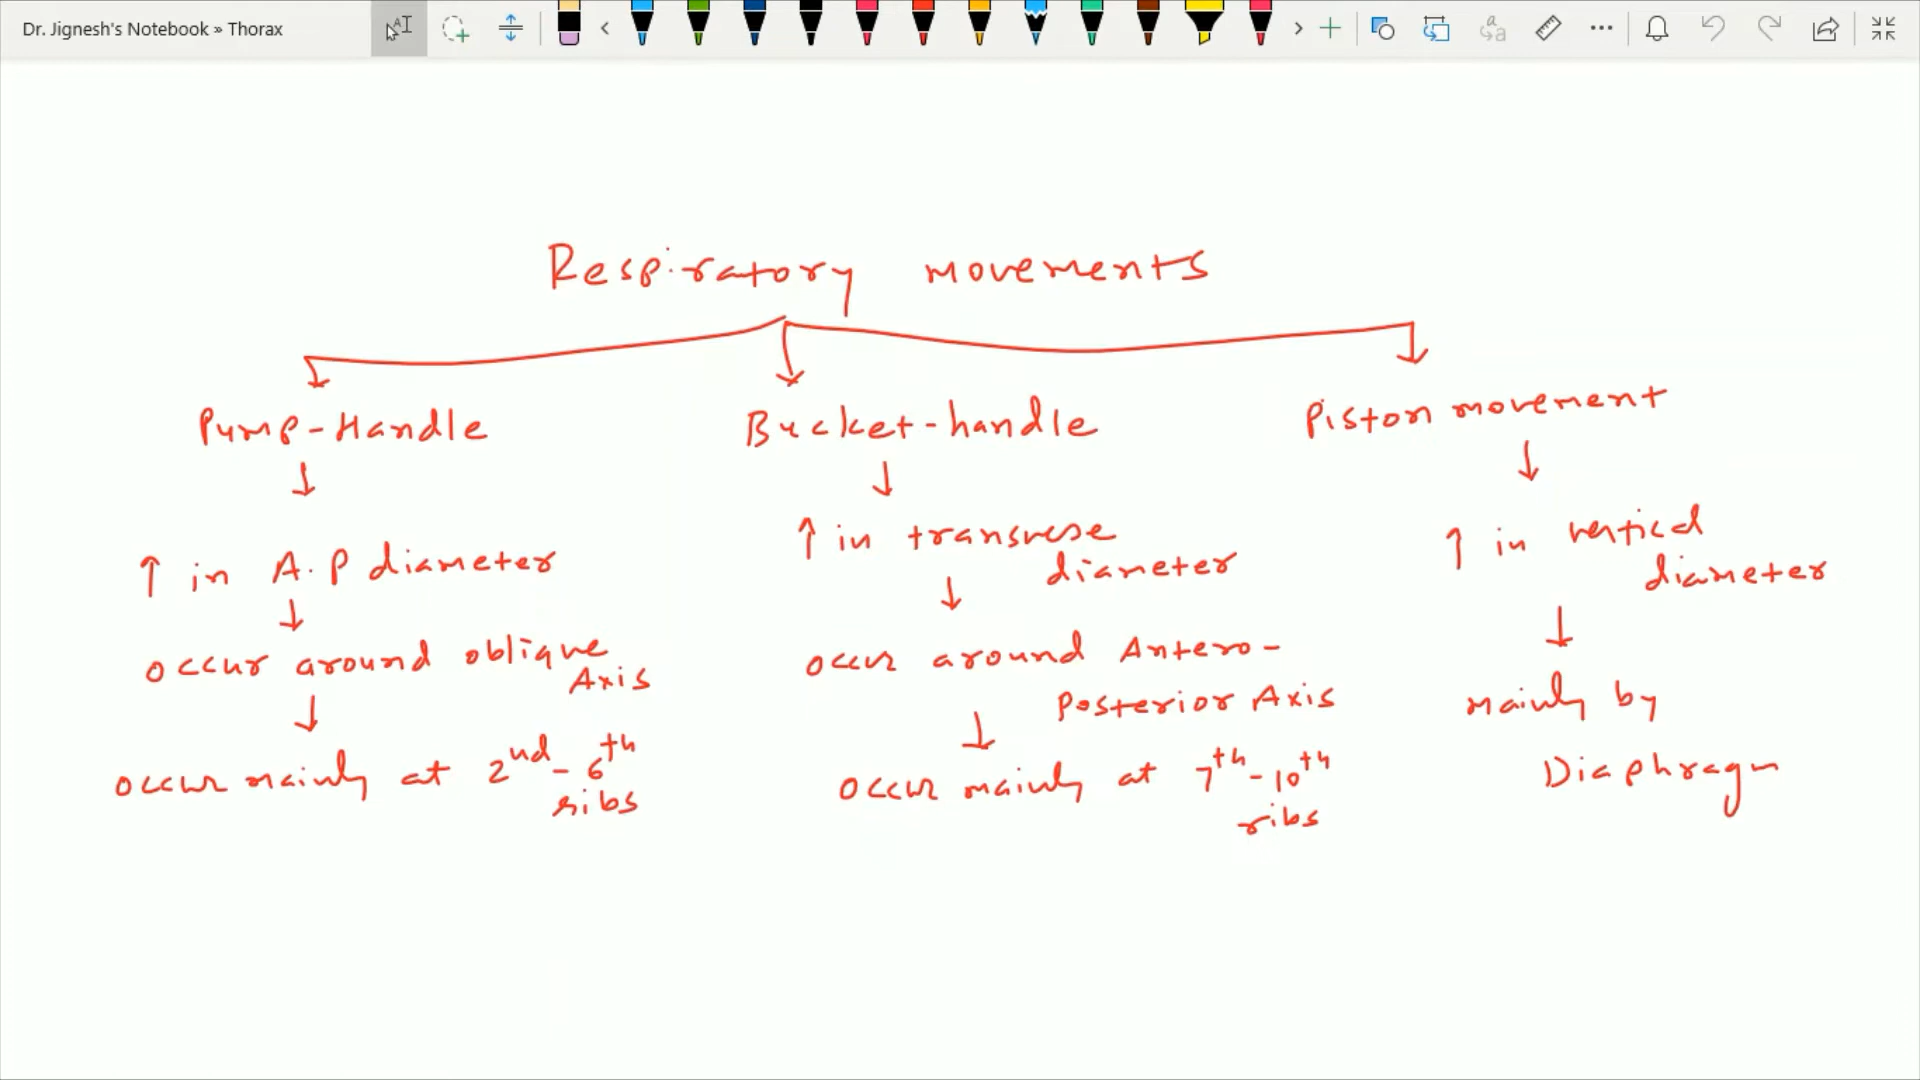 Dr. Jignesh's Notebook » Thorax
Respiratory movements
Pump-Handle
↓
↑ in A.P diameter
↓
occur around oblique
Axis
↓
occur mainly at 2nd - 6th
ribs
Bucket-handle
↓
↑ in transvese
diameter
↓
occur around Antero-
Posterior Axis
↓
occur mainly at 7th - 10th
ribs
Piston movement
↓
↑ in vertical
diameter
↓
mainly by
Diaphragm